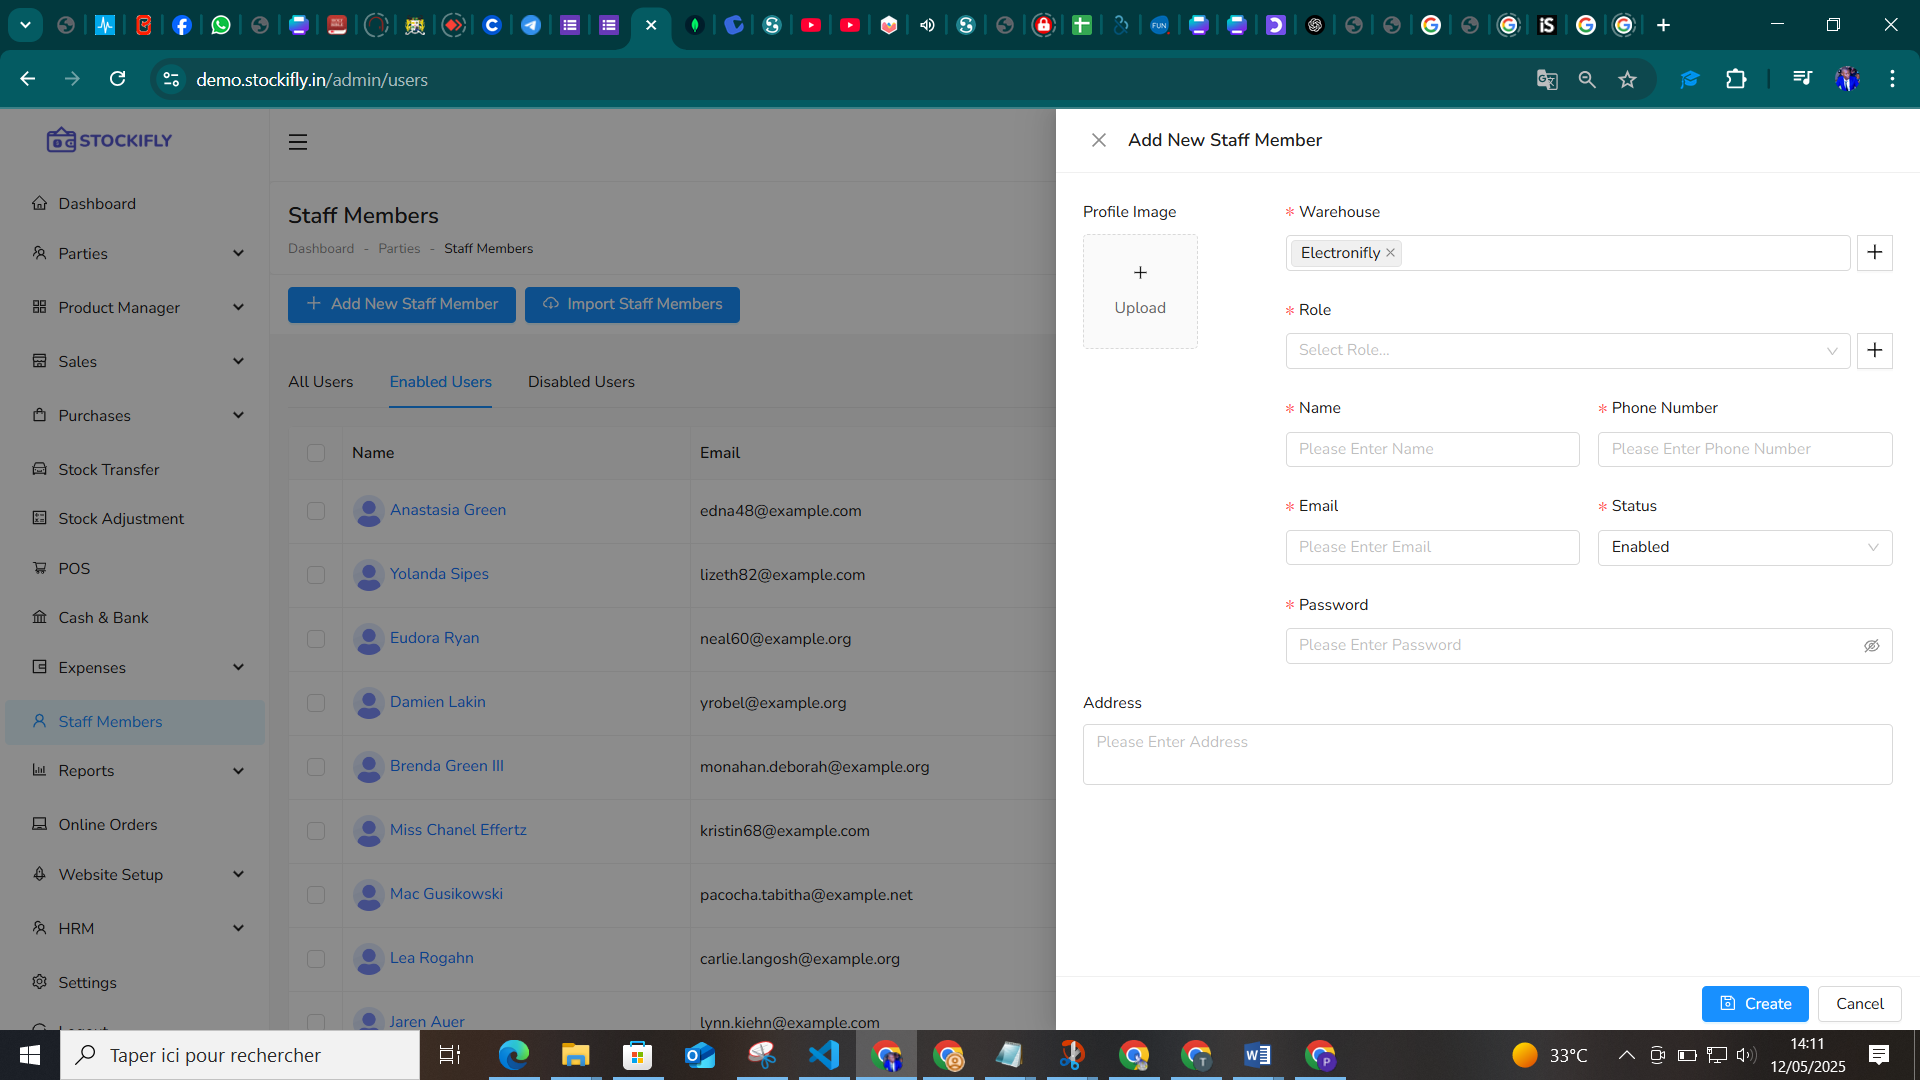 demo.stockifly.in/admin/users
STOCKIFLY
Dashboard
Parties
Product Manager
Sales
Purchases
Stock Transfer
Stock Adjustment
POS
Cash & Bank
Expenses
Staff Members
Reports
Online Orders
Website Setup
HRM
Settings
Logout
Staff Members
Dashboard - Parties - Staff Members
Add New Staff Member
Import Staff Members
All Users
Enabled Users
Disabled Users
Name
Email
Anastasia Green
edna48@example.com
Yolanda Sipes
lizeth82@example.com
Eudora Ryan
neal60@example.org
Damien Lakin
yrobel@example.org
Brenda Green III
monahan.deborah@example.org
Miss Chanel Effertz
kristin68@example.com
Mac Gusikowski
pacocha.tabitha@example.net
Lea Rogahn
carlie.langosh@example.org
Jaren Auer
lynn.kiehn@example.com
Add New Staff Member
Profile Image
Upload
* Warehouse
Electronifly
* Role
Select Role...
* Name
Please Enter Name
* Phone Number
Please Enter Phone Number
* Email
Please Enter Email
* Status
Enabled
* Password
Please Enter Password
Address
Please Enter Address
Create
Cancel
Taper ici pour rechercher
33°C
14:11
12/05/2025